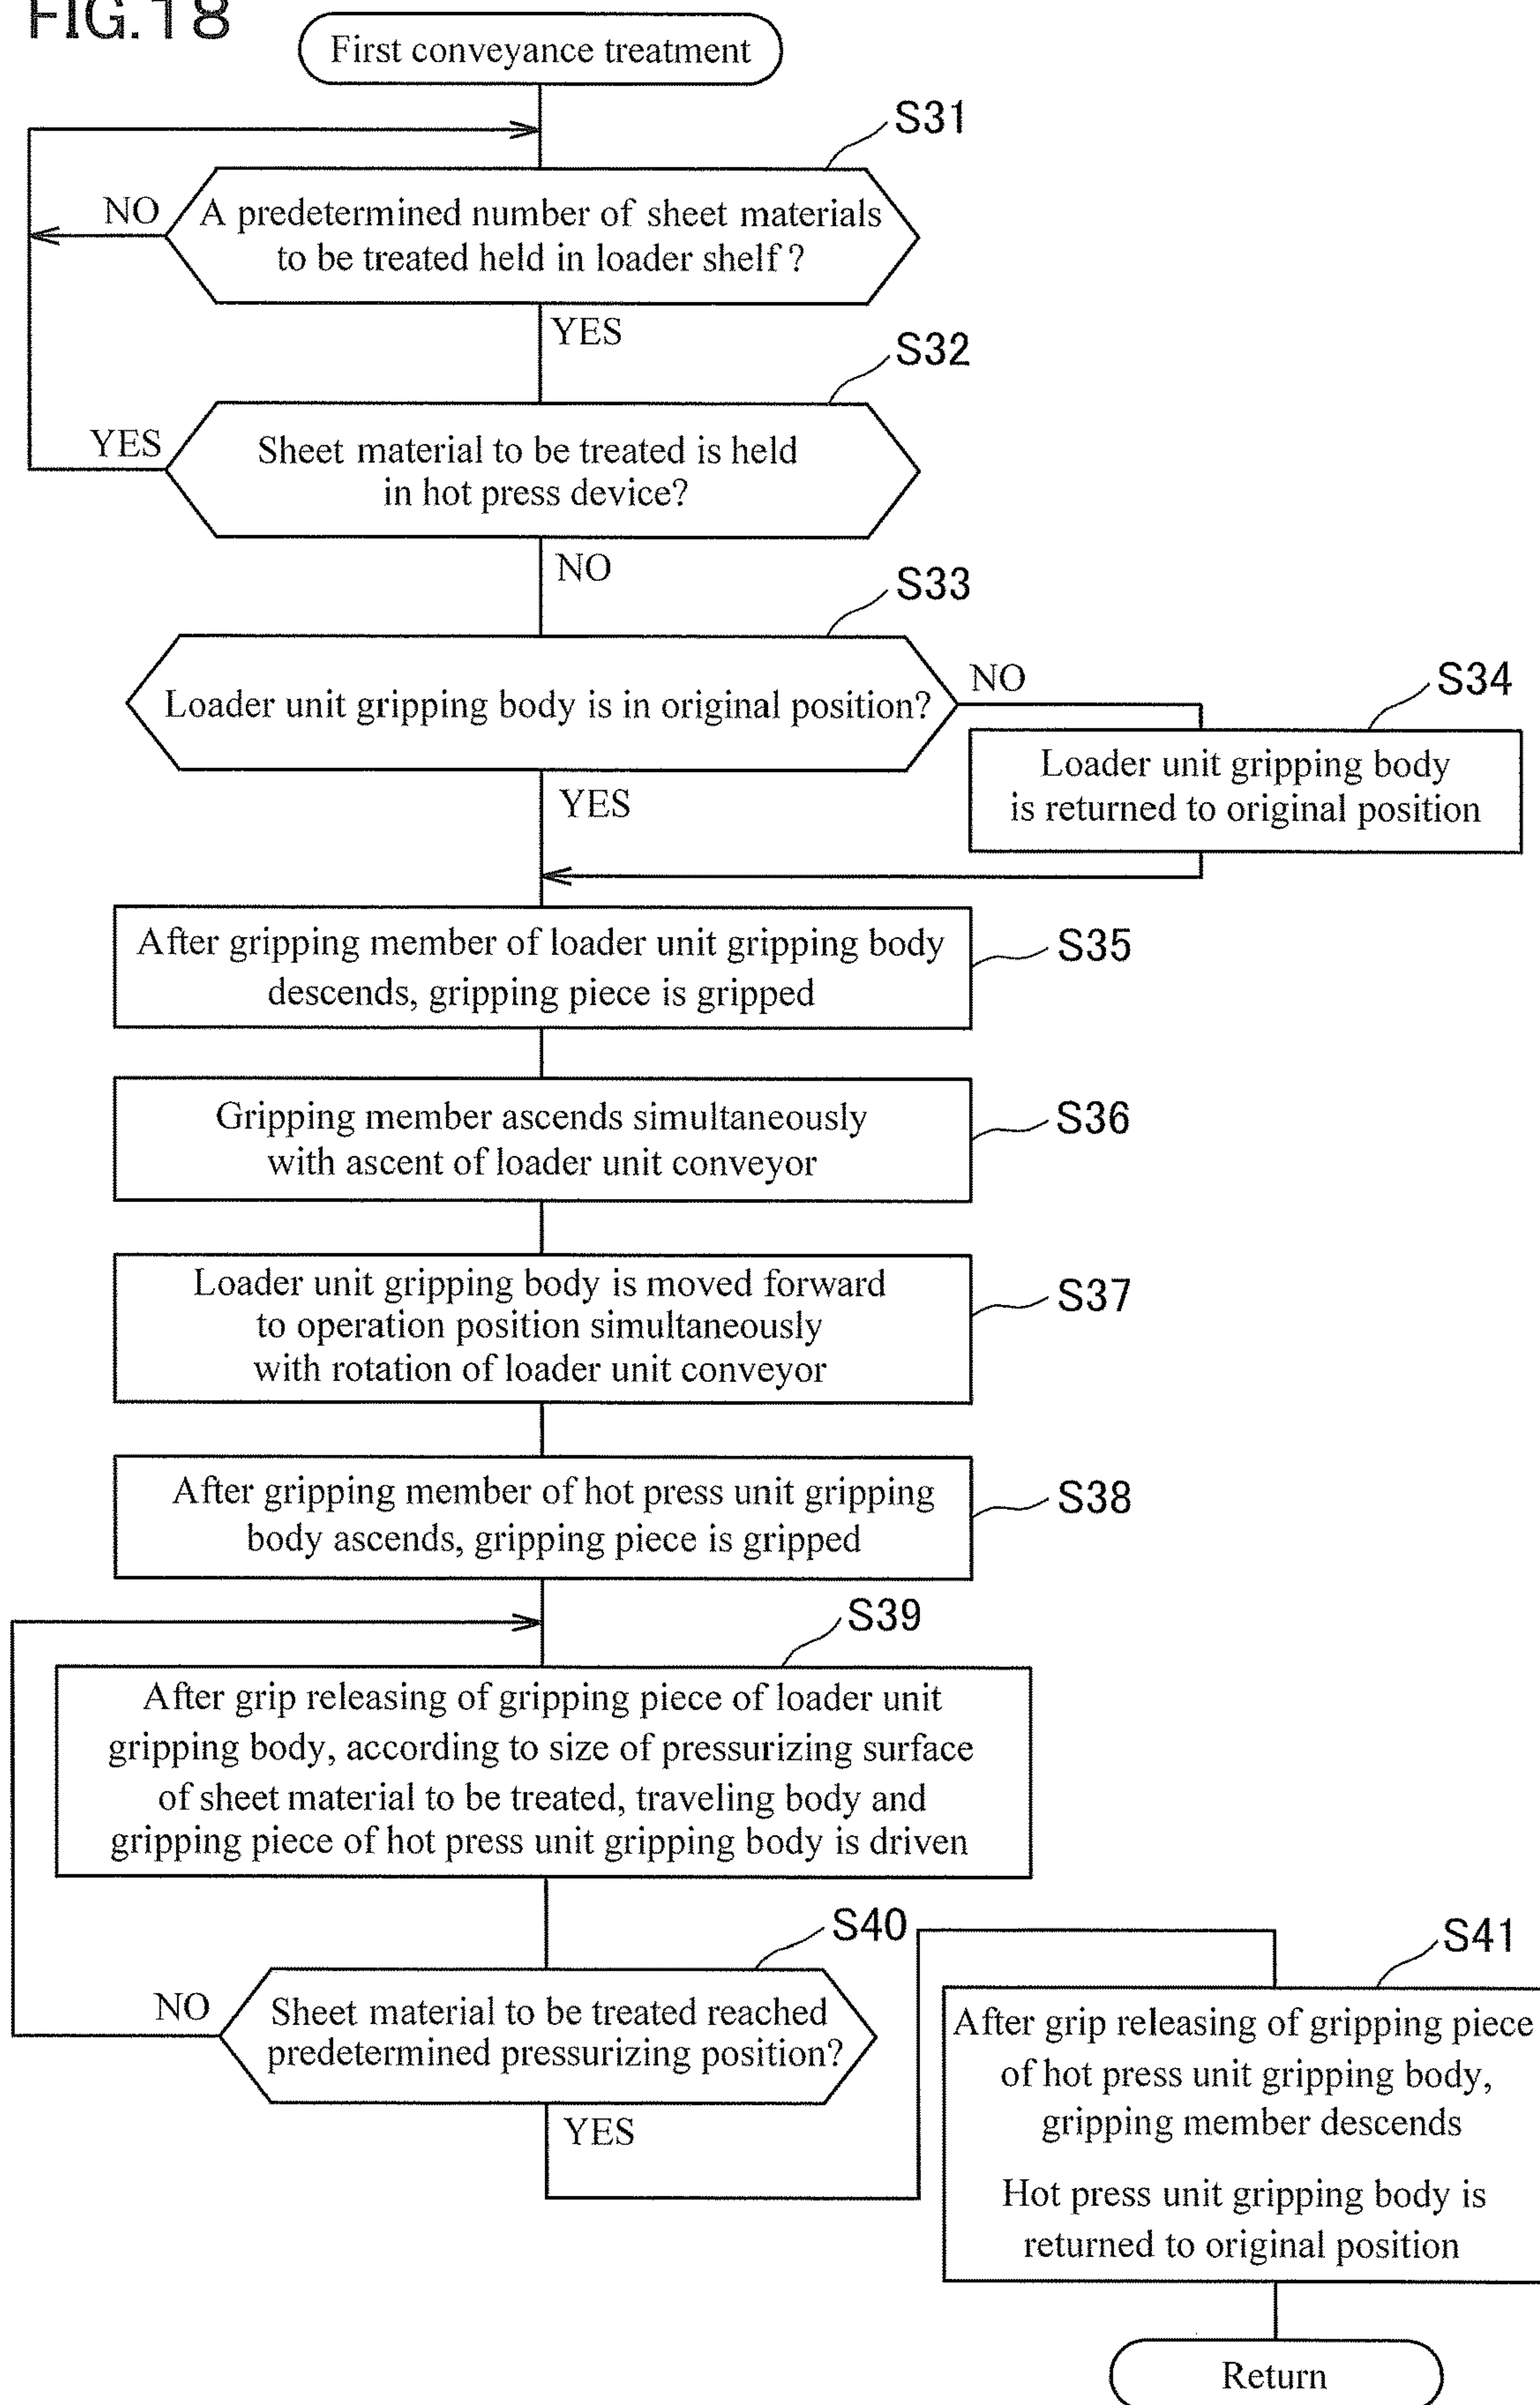 FIG.18
First conveyance treatment
S31
NO
A predetermined number of sheet materials
to be treated held in loader shelf?
YES
S32
YES
Sheet material to be treated is held
in hot press device?
NO
S33
Loader unit gripping body is in original position?
NO
S34
Loader unit gripping body
is returned to original position
YES
After gripping member of loader unit gripping body
descends, gripping piece is gripped
S35
Gripping member ascends simultaneously
with ascent of loader unit conveyor
S36
Loader unit gripping body is moved forward
to operation position simultaneously
with rotation of loader unit conveyor
S37
After gripping member of hot press unit gripping
body ascends, gripping piece is gripped
S38
S39
After grip releasing of gripping piece of loader unit
gripping body, according to size of pressurizing surface
of sheet material to be treated, traveling body and
gripping piece of hot press unit gripping body is driven
S40
NO
Sheet material to be treated reached
predetermined pressurizing position?
YES
S41
After grip releasing of gripping piece
of hot press unit gripping body,
gripping member descends
Hot press unit gripping body is
returned to original position
Return